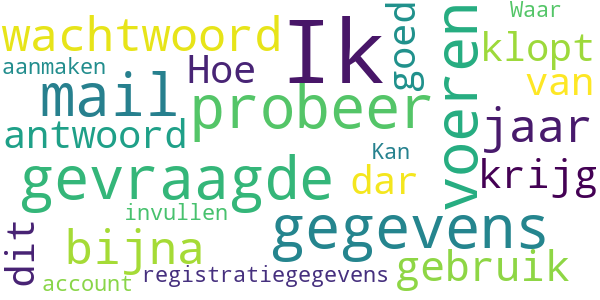 Waar
wachtwoord Ik goed voeren klopt
aanmaken Hoe van
mail probeer
antwoord jaar
Kan
gevraagde dar krijg
invullen
dit bijna gegevens
gebruik
account registratiegegevens